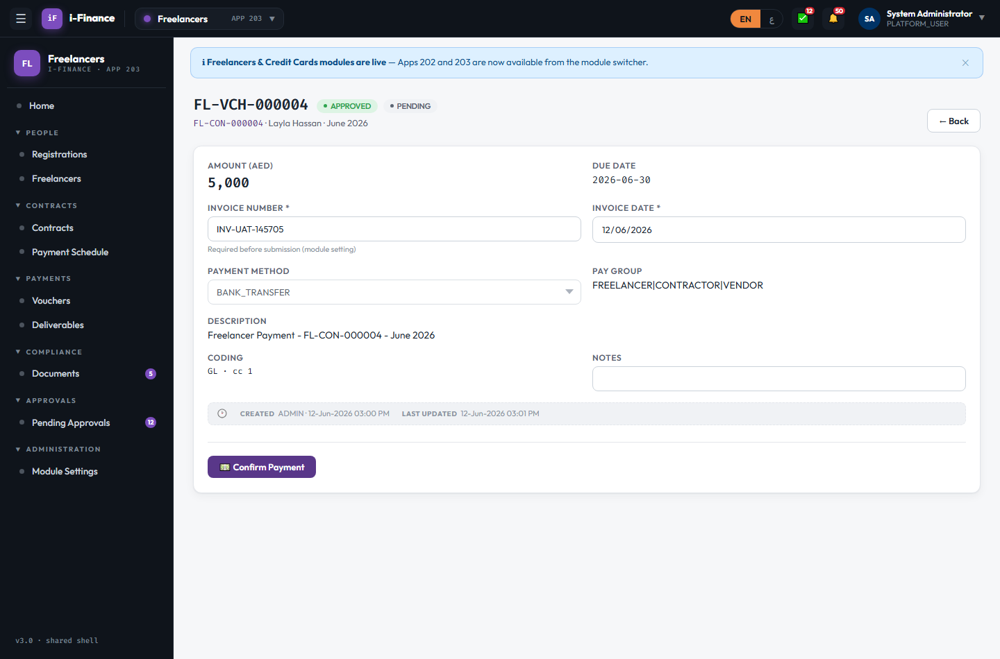 ☰ iF i-Finance Freelancers APP 203 ▼ EN ع 12 50 SA System Administrator ▼
PLATFORM_USER
FL Freelancers
I-FINANCE · APP 203
Home
▼ PEOPLE
Registrations
Freelancers
▼ CONTRACTS
Contracts
Payment Schedule
▼ PAYMENTS
Vouchers
Deliverables
▼ COMPLIANCE
Documents 5
▼ APPROVALS
Pending Approvals 12
▼ ADMINISTRATION
Module Settings
v3.0 · shared shell
ℹ Freelancers & Credit Cards modules are live — Apps 202 and 203 are now available from the module switcher. ×
FL-VCH-000004 • APPROVED • PENDING
FL-CON-000004 · Layla Hassan · June 2026
← Back
AMOUNT (AED)
5,000
DUE DATE
2026-06-30
INVOICE NUMBER *
INV-UAT-145705
Required before submission (module setting)
INVOICE DATE *
12/06/2026
PAYMENT METHOD
BANK_TRANSFER
PAY GROUP
FREELANCER|CONTRACTOR|VENDOR
DESCRIPTION
Freelancer Payment - FL-CON-000004 - June 2026
CODING
GL · cc 1
NOTES
CREATED ADMIN · 12-Jun-2026 03:00 PM LAST UPDATED 12-Jun-2026 03:01 PM
💵 Confirm Payment